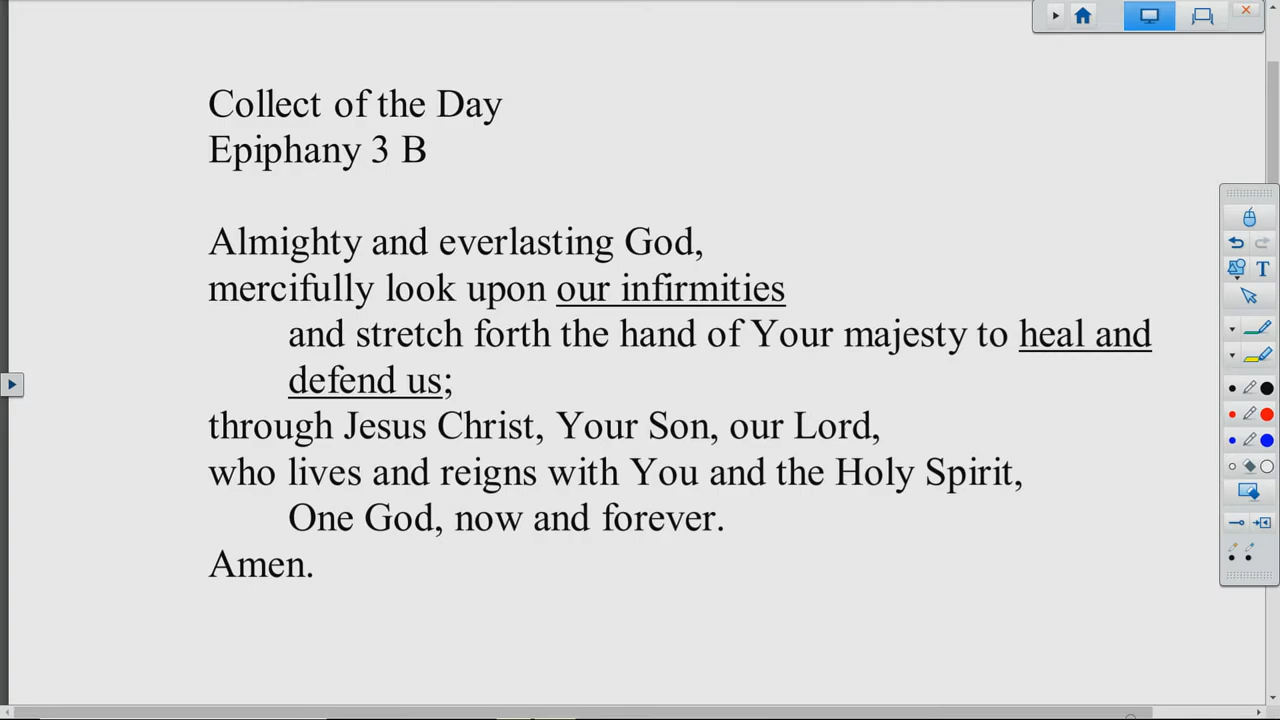 Collect of the Day
Epiphany 3 B
Almighty and everlasting God,
mercifully look upon our infirmities
and stretch forth the hand of Your majesty to heal and
defend us;
through Jesus Christ, Your Son, our Lord,
who lives and reigns with You and the Holy Spirit,
One God, now and forever.
Amen.
T